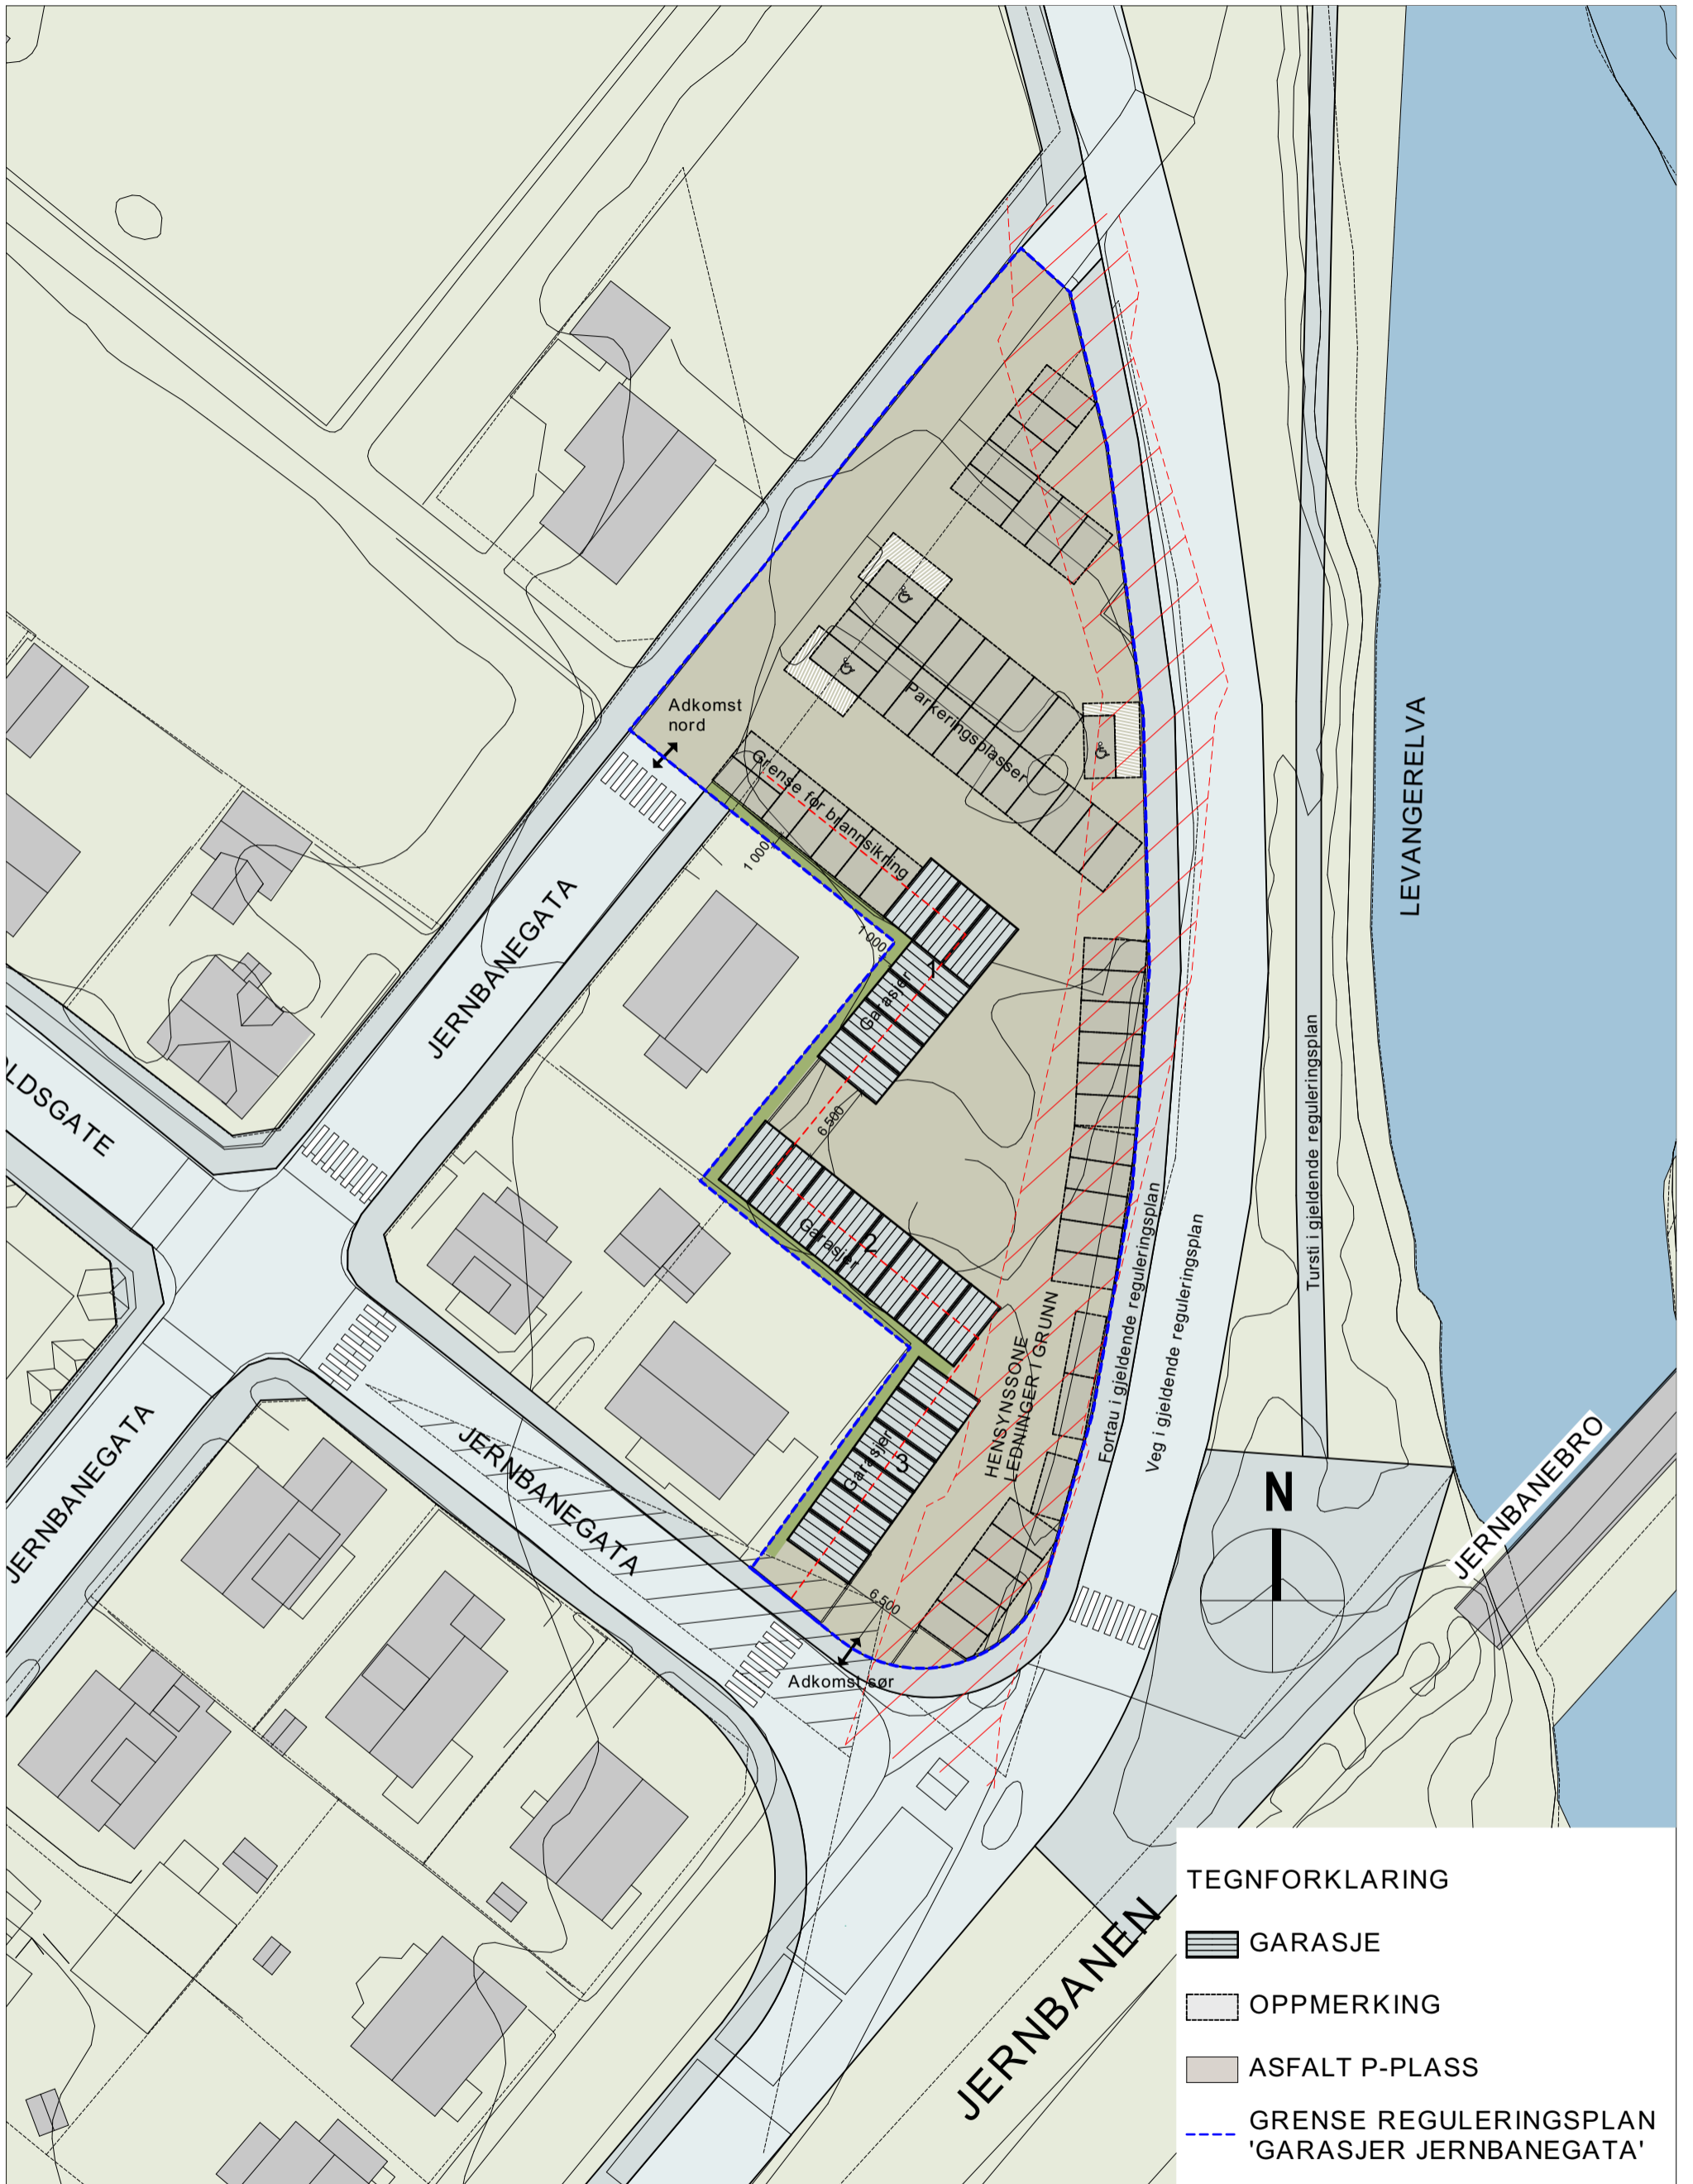 Adkomst
nord
Parkeringsplasser
Grense for brannsikring
1 000
1 000
Garasjer
1
6 500
Garasjer
2
Garasjer
3
6 500
Adkomst sør
HENSYNSSONE
LEDNINGER I GRUNN
Fortau i gjeldende reguleringsplan
Veg i gjeldende reguleringsplan
Tursti i gjeldende reguleringsplan
LEVANGERELVA
JERNBANEGATA
OLDSGATE
JERNBANEGATA
JERNBANEGATA
N
JERNBANEBRO
JERNBANEN
TEGNFORKLARING
GARASJE
OPPMERKING
ASFALT P-PLASS
GRENSE REGULERINGSPLAN
'GARASJER JERNBANEGATA'